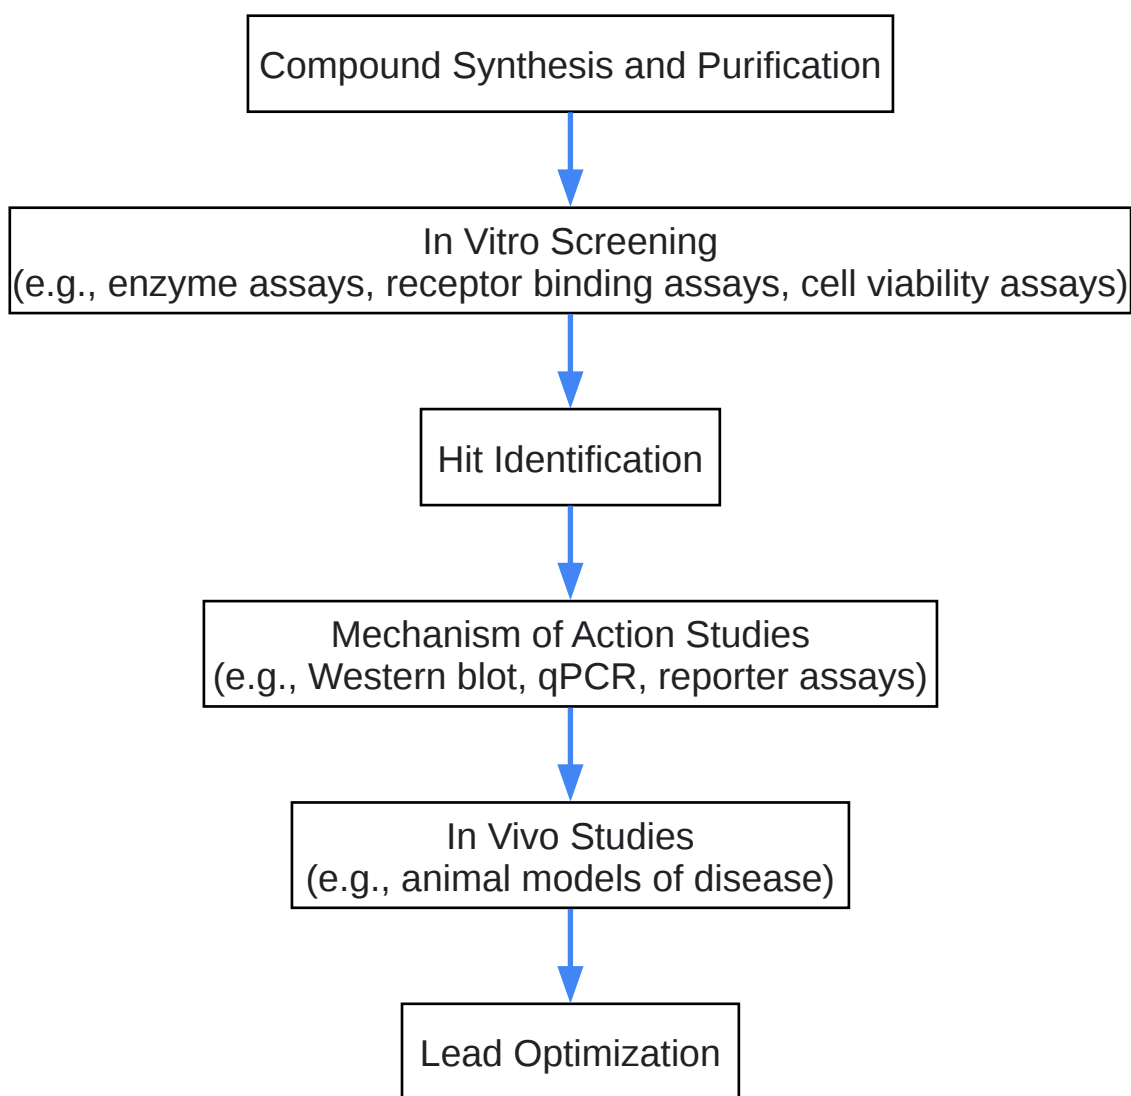 Compound Synthesis and Purification
In Vitro Screening
(e.g., enzyme assays, receptor binding assays, cell viability assays)
Hit Identification
Mechanism of Action Studies
(e.g., Western blot, qPCR, reporter assays)
In Vivo Studies
(e.g., animal models of disease)
Lead Optimization